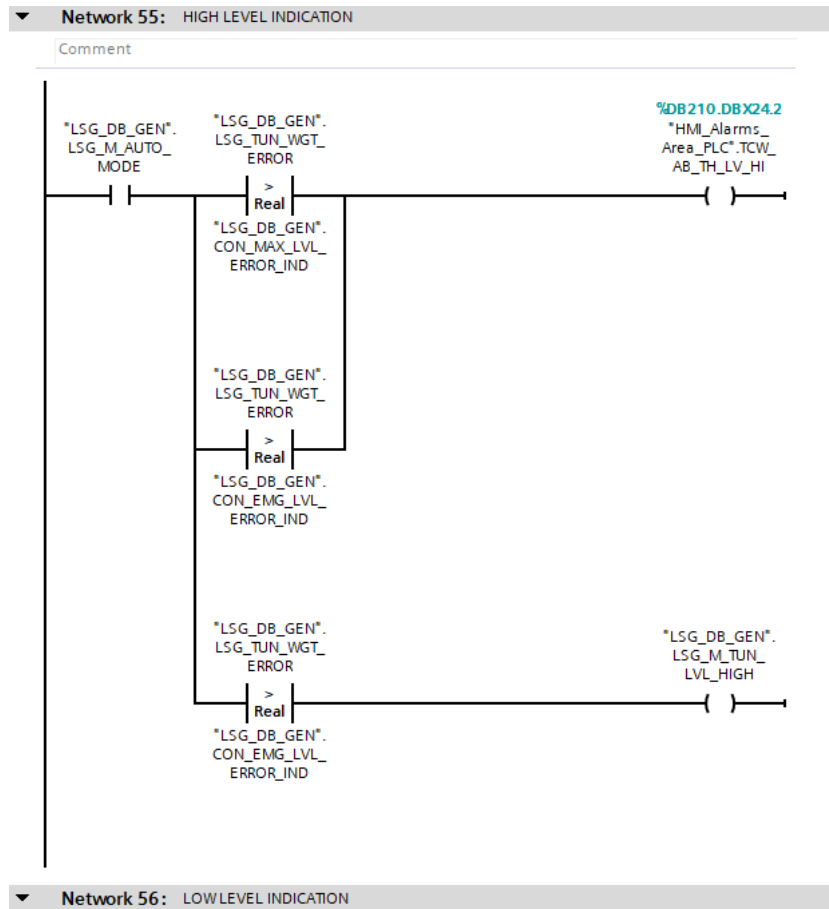 Network 55: HIGH LEVEL INDICATION
Comment
"LSG_DB_GEN".
LSG_M_AUTO_
MODE
"LSG_DB_GEN".
LSG_TUN_WGT_
ERROR
>
Real
"LSG_DB_GEN".
CON_MAX_LVL_
ERROR_IND
%DB210.DBX24.2
"HMI_Alarms_
Area_PLC".TCW_
AB_TH_LV_HI
"LSG_DB_GEN".
LSG_TUN_WGT_
ERROR
>
Real
"LSG_DB_GEN".
CON_EMG_LVL_
ERROR_IND
"LSG_DB_GEN".
LSG_TUN_WGT_
ERROR
>
Real
"LSG_DB_GEN".
CON_EMG_LVL_
ERROR_IND
"LSG_DB_GEN".
LSG_M_TUN_
LVL_HIGH
Network 56: LOW LEVEL INDICATION